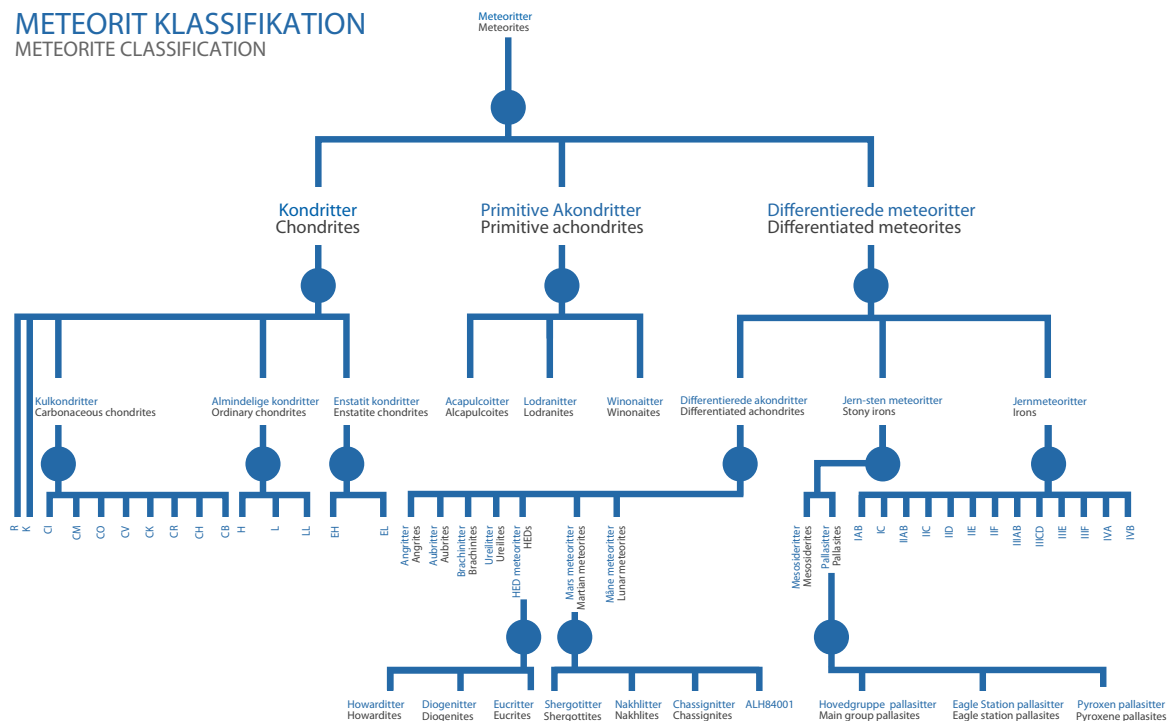 METEORIT KLASSIFIKATION
METEORITE CLASSIFICATION
Meteoritter
Meteorites
Kondritter
Chondrites
Primitive Akondritter
Primitive achondrites
Differentierede meteoritter
Differentiated meteorites
Kulkondritter
Carbonaceous chondrites
Almindelige kondritter
Ordinary chondrites
Enstatit kondritter
Enstatite chondrites
Acapulcoitter
Alcapulcoites
Lodranitter
Lodranites
Winonaitter
Winonaites
Differentierede akondritter
Differentiated achondrites
Jern-sten meteoritter
Stony irons
Jernmeteoritter
Irons
R
K
CI
CM
CO
CV
CK
CR
CH
CB
H
L
LL
EH
EL
Angritter
Angrites
Aubritter
Aubrites
Brachinitter
Brachinites
Ureilitter
Ureilites
HED meteoritter
HEDs
Mars meteoritter
Martian meteorites
Måne meteoritter
Lunar meteorites
Mesosideritter
Mesosiderites
Pallasitter
Pallasites
IAB
IC
IIAB
IIC
IID
IIE
IIF
IIIAB
IIICD
IIIE
IIIF
IVA
IVB
Howarditter
Howardites
Diogenitter
Diogenites
Eucritter
Eucrites
Shergotitter
Shergottites
Nakhlitter
Nakhlites
Chassignitter
Chassignites
ALH84001
Hovedgruppe pallasitter
Main group pallasites
Eagle Station pallasitter
Eagle station pallasites
Pyroxen pallasitter
Pyroxene pallasites